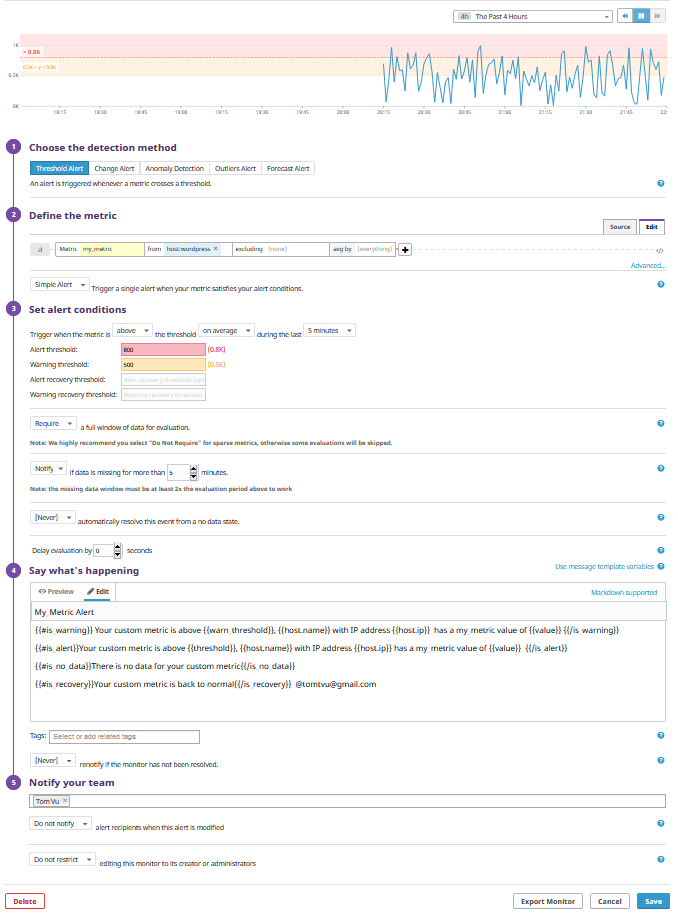 4h The Past 4 Hours
1K
> 0.8K
0.5K < y < 0.8K
0.5K
0K
18:15 18:30 18:45 19:00 19:15 19:30 19:45 20:00 20:15 20:30 20:45 21:00 21:15 21:30 21:45 22:
1 Choose the detection method
Threshold Alert Change Alert Anomaly Detection Outliers Alert Forecast Alert
An alert is triggered whenever a metric crosses a threshold. ?
2 Define the metric
Source Edit
a Metric my_metric from host:wordpress × excluding (none) avg by (everything) + </>
Advanced...
Simple Alert Trigger a single alert when your metric satisfies your alert conditions. ?
3 Set alert conditions
Trigger when the metric is above the threshold on average during the last 5 minutes
Alert threshold: 800 (0.8K)
Warning threshold: 500 (0.5K)
Alert recovery threshold: Alert recovery threshold (opt
Warning recovery threshold: Warning recovery threshold
Require a full window of data for evaluation. ?
Note: We highly recommend you select "Do Not Require" for sparse metrics, otherwise some evaluations will be skipped.
Notify if data is missing for more than 5 minutes. ?
Note: the missing data window must be at least 2x the evaluation period above to work
[Never] automatically resolve this event from a no data state. ?
Delay evaluation by 0 seconds ?
4 Say what's happening
Use message template variables ?
Preview Edit Markdown supported
My_Metric Alert
{{#is_warning}} Your custom metric is above {{warn_threshold}}, {{host.name}} with IP address {{host.ip}} has a my_metric value of {{value}} {{/is_warning}}
{{#is_alert}}Your custom metric is above {{threshold}}, {{host.name}} with IP address {{host.ip}} has a my_metric value of {{value}} {{/is_alert}}
{{#is_no_data}}There is no data for your custom metric{{/is_no_data}}
{{#is_recovery}}Your custom metric is back to normal{{/is_recovery}} @tomtvu@gmail.com
Tags: Select or add related tags ?
[Never] renotify if the monitor has not been resolved. ?
5 Notify your team
Tom Vu ×
Do not notify alert recipients when this alert is modified ?
Do not restrict editing this monitor to its creator or administrators ?
Delete Export Monitor Cancel Save